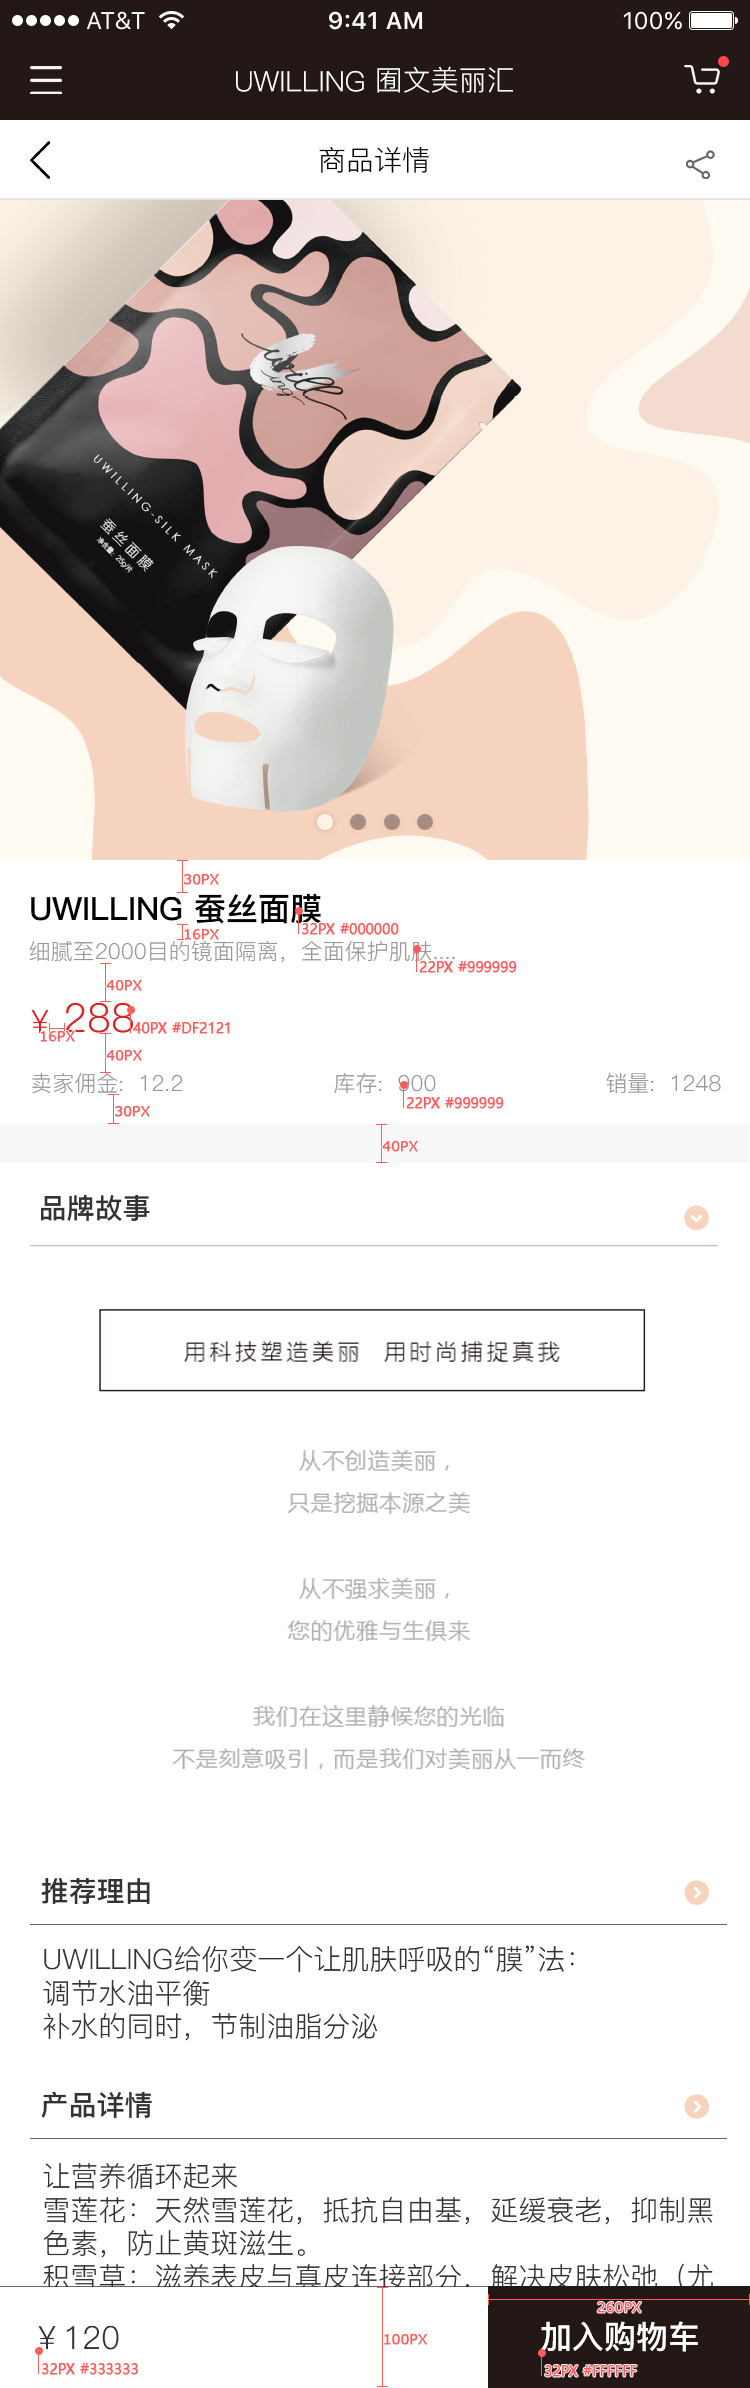 AT&T 9:41 AM 100%
UWILLING 囿文美丽汇
商品详情
will
ing
UWILLING-SILK MASK
蚕丝面膜
净含量: 25g/片
30PX
UWILLING 蚕丝面膜
32PX #000000
16PX
细腻至2000目的镜面隔离，全面保护肌肤....
22PX #999999
40PX
¥ 288
40PX #DF2121
16PX
40PX
卖家佣金：12.2 库存：900 销量：1248
22PX #999999
30PX
40PX
品牌故事
用科技塑造美丽 用时尚捕捉真我
从不创造美丽，
只是挖掘本源之美
从不强求美丽，
您的优雅与生俱来
我们在这里静候您的光临
不是刻意吸引，而是我们对美丽从一而终
推荐理由
UWILLING给你变一个让肌肤呼吸的“膜”法：
调节水油平衡
补水的同时，节制油脂分泌
产品详情
让营养循环起来
雪莲花：天然雪莲花，抵抗自由基，延缓衰老，抑制黑
色素，防止黄斑滋生。
积雪草：滋养表皮与真皮连接部分，解决皮肤松弛（尤
260PX
¥120
加入购物车
100PX
32PX #333333
32PX #FFFFFF